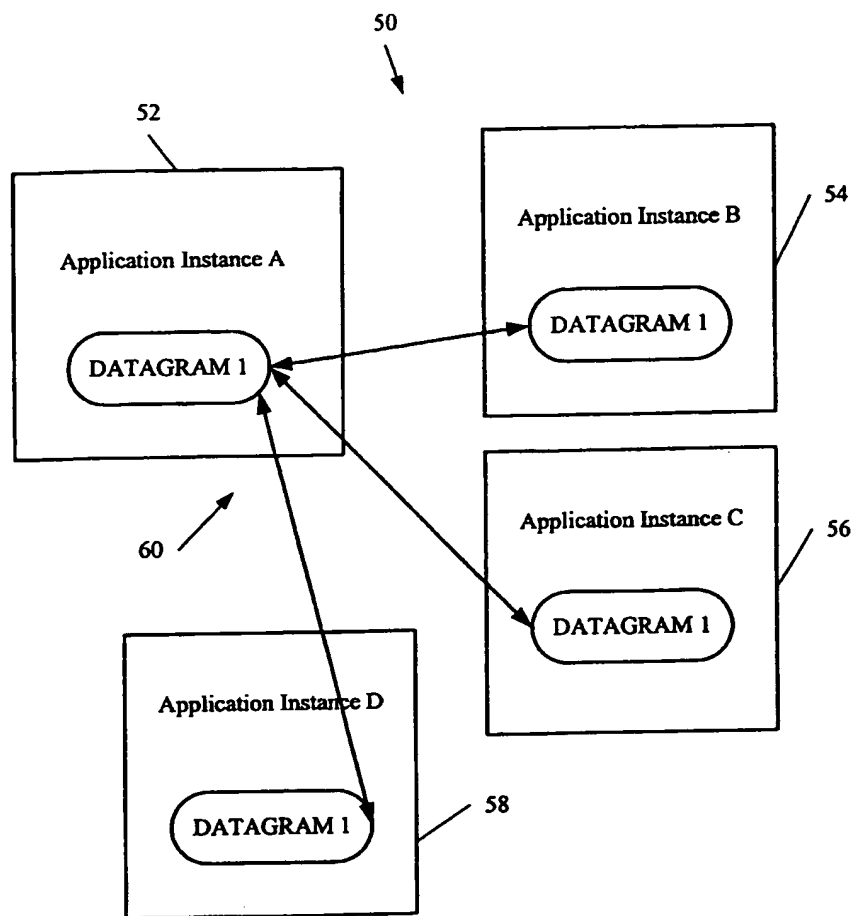 50
52
54
Application Instance A
Application Instance B
DATAGRAM 1
DATAGRAM 1
60
Application Instance C
56
DATAGRAM 1
Application Instance D
58
DATAGRAM 1